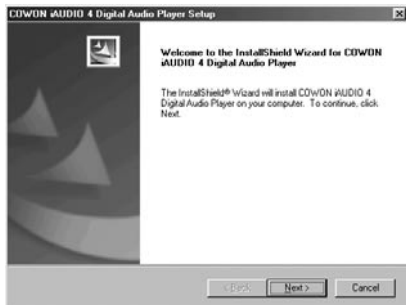 COWON iAUDIO 4 Digital Audio Player Setup
Welcome to the InstallShield Wizard for COWON
iAUDIO 4 Digital Audio Player
The InstallShield® Wizard will install COWON iAUDIO 4
Digital Audio Player on your computer. To continue, click
Next.
< Back Next > Cancel